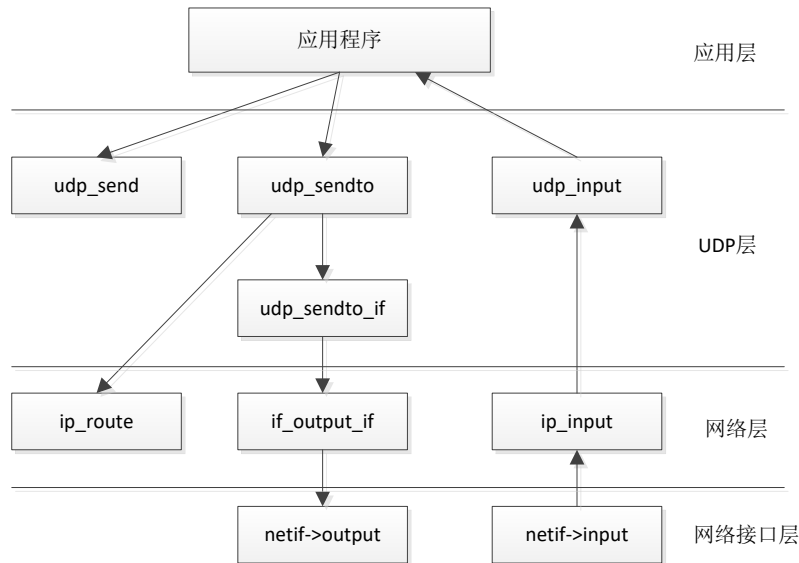 应用程序
应用层
udp_send
udp_sendto
udp_input
UDP层
udp_sendto_if
ip_route
if_output_if
ip_input
网络层
netif->output
netif->input
网络接口层